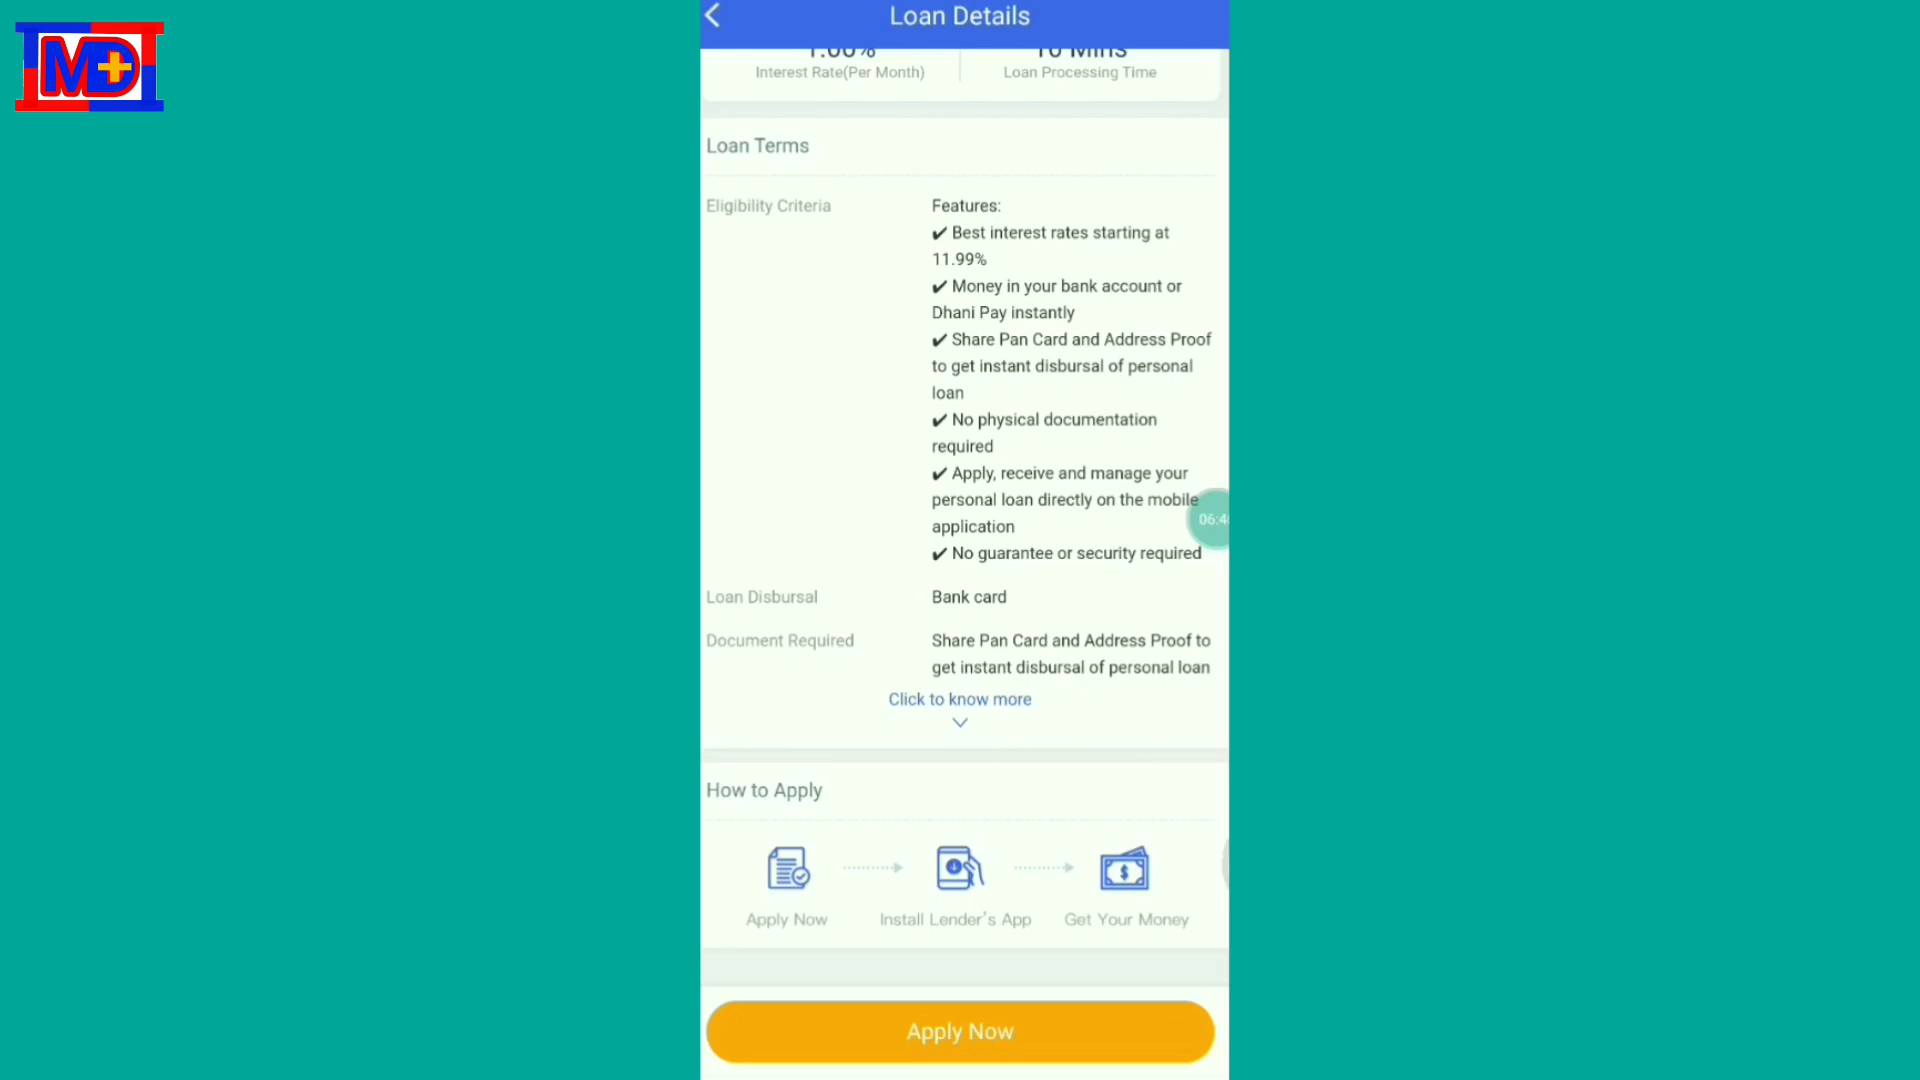 MD+
Loan Details
1.00%
10 Mins
Interest Rate(Per Month)
Loan Processing Time
Loan Terms
Eligibility Criteria
Features:
✔ Best interest rates starting at
11.99%
✔ Money in your bank account or
Dhani Pay instantly
✔ Share Pan Card and Address Proof
to get instant disbursal of personal
loan
✔ No physical documentation
required
✔ Apply, receive and manage your
personal loan directly on the mobile
application
✔ No guarantee or security required
Loan Disbursal
Bank card
Document Required
Share Pan Card and Address Proof to
get instant disbursal of personal loan
Click to know more
How to Apply
Apply Now
Install Lender's App
Get Your Money
Apply Now